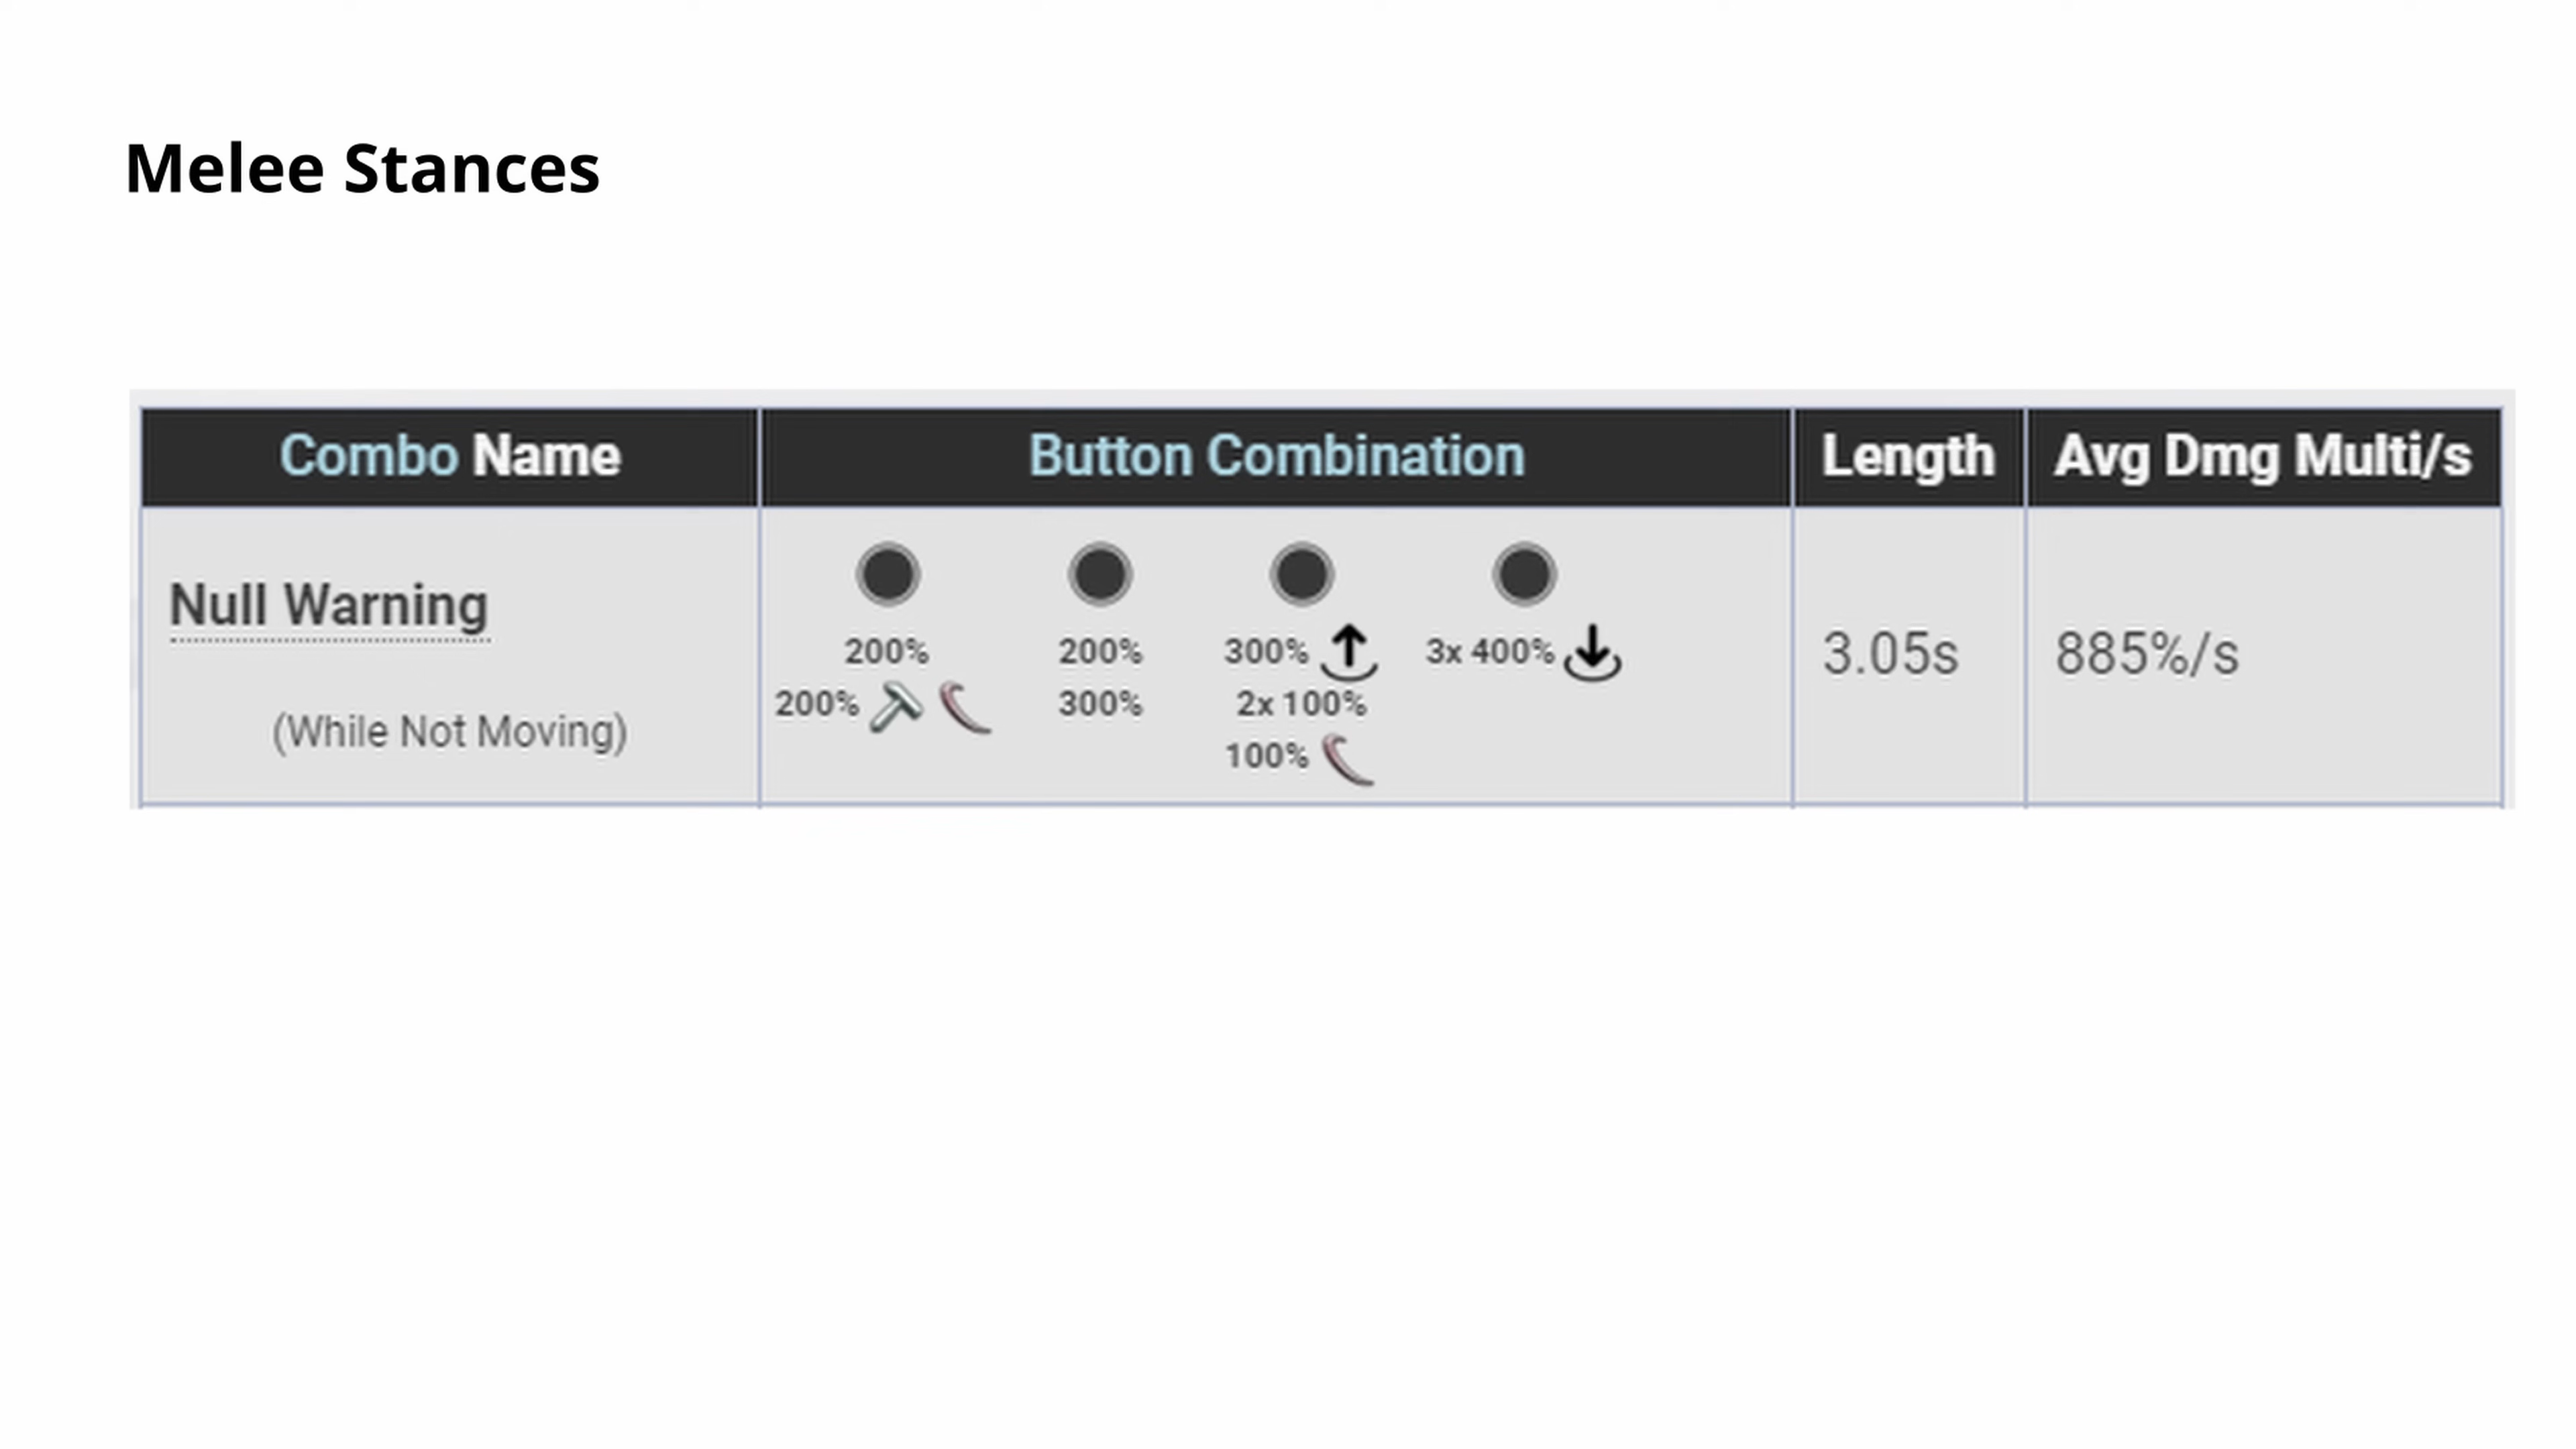 Melee Stances
Combo Name Button Combination Length Avg Dmg Multi/s
Null Warning
(While Not Moving)
200% 200% 300% 3x 400%
200% 300% 2x 100%
100%
3.05s
885%/s